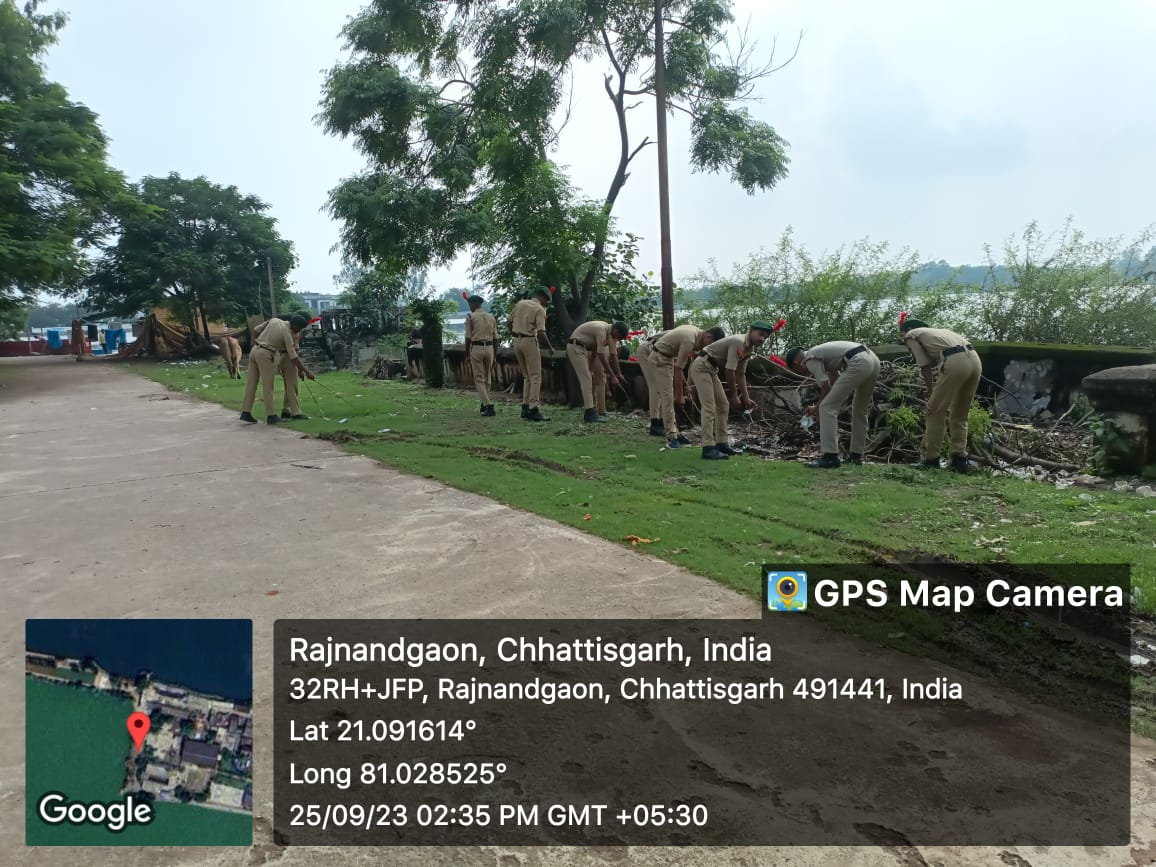 GPS Map Camera
Rajnandgaon, Chhattisgarh, India
32RH+JFP, Rajnandgaon, Chhattisgarh 491441, India
Lat 21.091614°
Long 81.028525°
25/09/23 02:35 PM GMT +05:30
Google